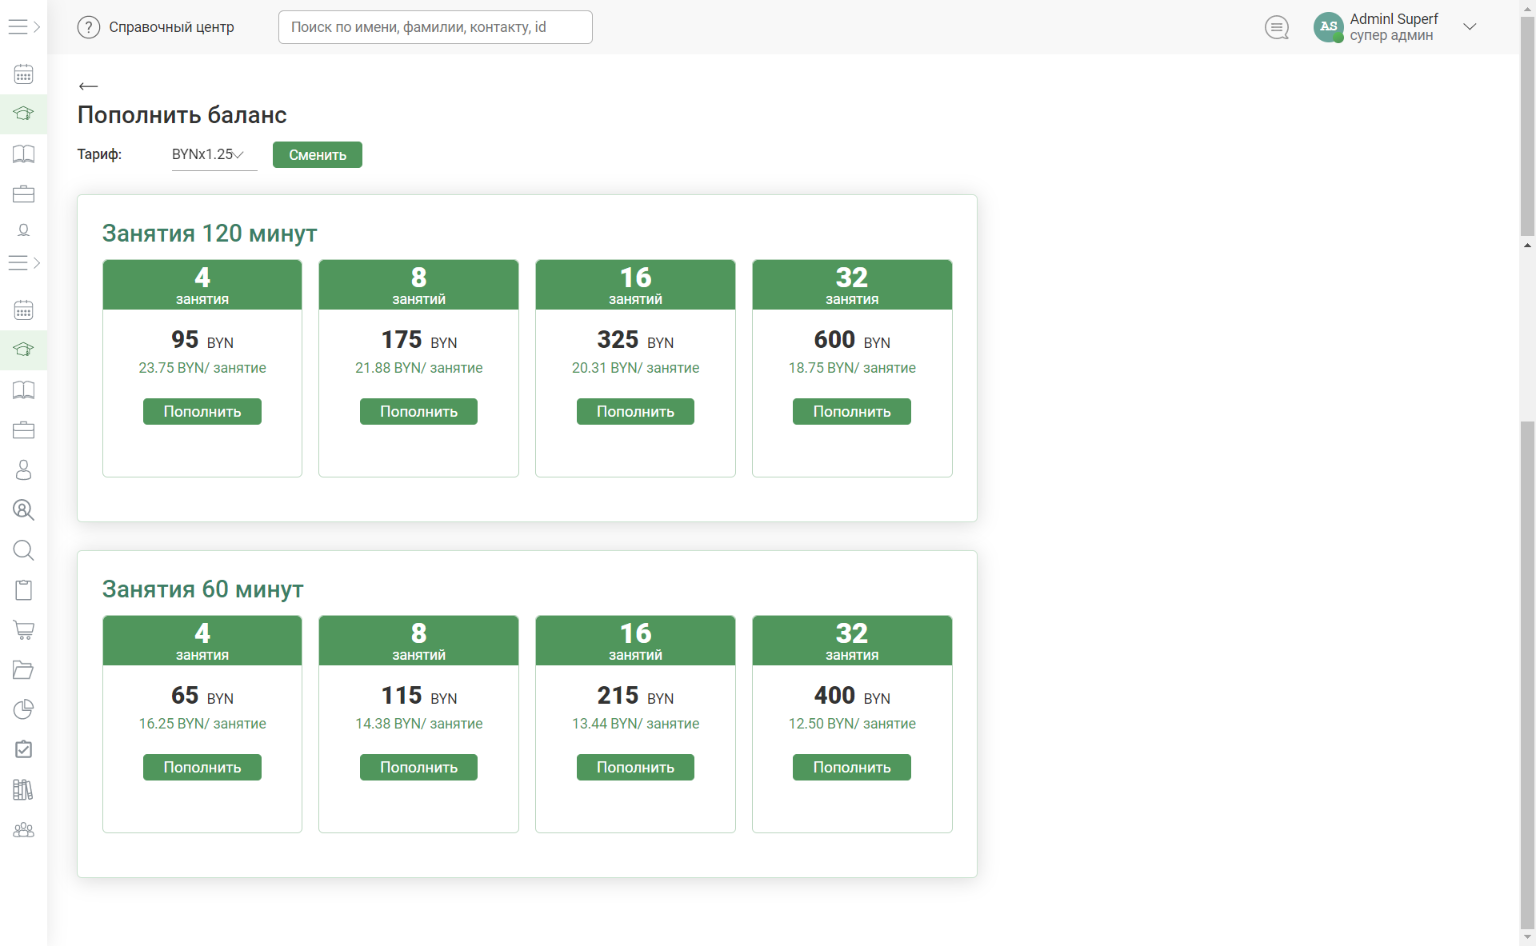 Справочный центр
Поиск по имени, фамилии, контакту, id
AS
Adminl Superf
супер админ
Пополнить баланс
Тариф: BYNx1.25 Сменить
Занятия 120 минут
4 8 16 32
занятия занятий занятий занятия
95 BYN 175 BYN 325 BYN 600 BYN
23.75 BYN/ занятие 21.88 BYN/ занятие 20.31 BYN/ занятие 18.75 BYN/ занятие
Пополнить Пополнить Пополнить Пополнить
Занятия 60 минут
4 8 16 32
занятия занятий занятий занятия
65 BYN 115 BYN 215 BYN 400 BYN
16.25 BYN/ занятие 14.38 BYN/ занятие 13.44 BYN/ занятие 12.50 BYN/ занятие
Пополнить Пополнить Пополнить Пополнить